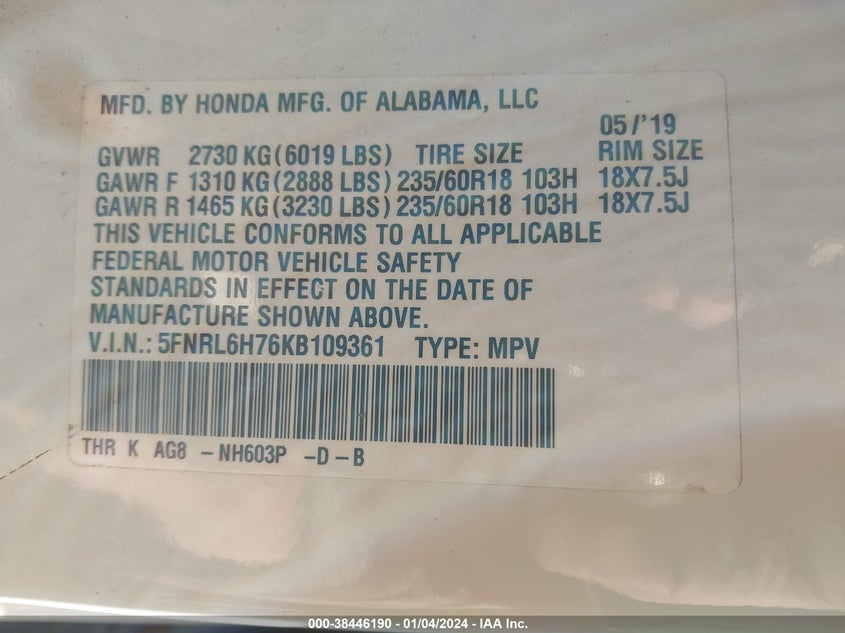 MFD. BY HONDA MFG. OF ALABAMA, LLC
05/'19
GVWR 2730 KG (6019 LBS) TIRE SIZE RIM SIZE
GAWR F 1310 KG (2888 LBS) 235/60R18 103H 18X7.5J
GAWR R 1465 KG (3230 LBS) 235/60R18 103H 18X7.5J
THIS VEHICLE CONFORMS TO ALL APPLICABLE
FEDERAL MOTOR VEHICLE SAFETY
STANDARDS IN EFFECT ON THE DATE OF
MANUFACTURE SHOWN ABOVE.
V.I.N.: 5FNRL6H76KB109361 TYPE: MPV
THR K AG8 -NH603P -D-B
000-38446190 - 01/04/2024 - IAA Inc.